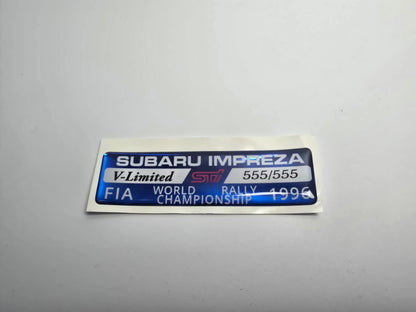 SUBARU IMPREZA
V-Limited STi 555/555
FIA WORLD RALLY 1996
CHAMPIONSHIP